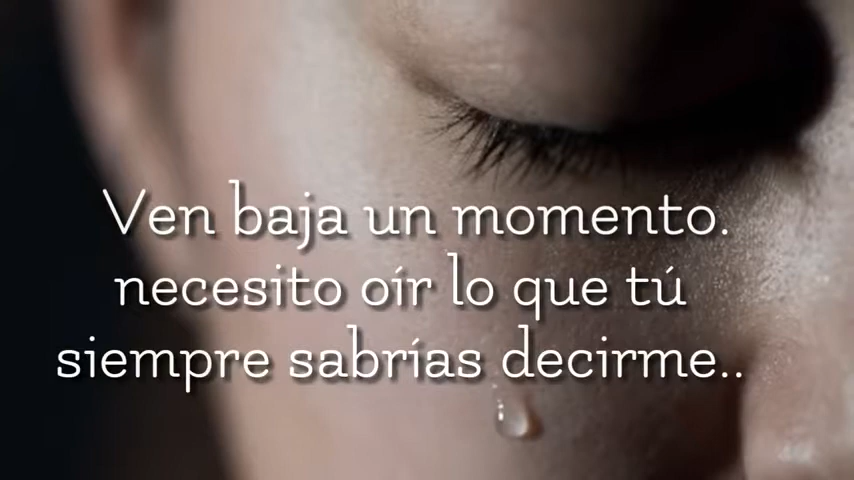 Ven baja un momento.
necesito oír lo que tú
siempre sabrías decirme..